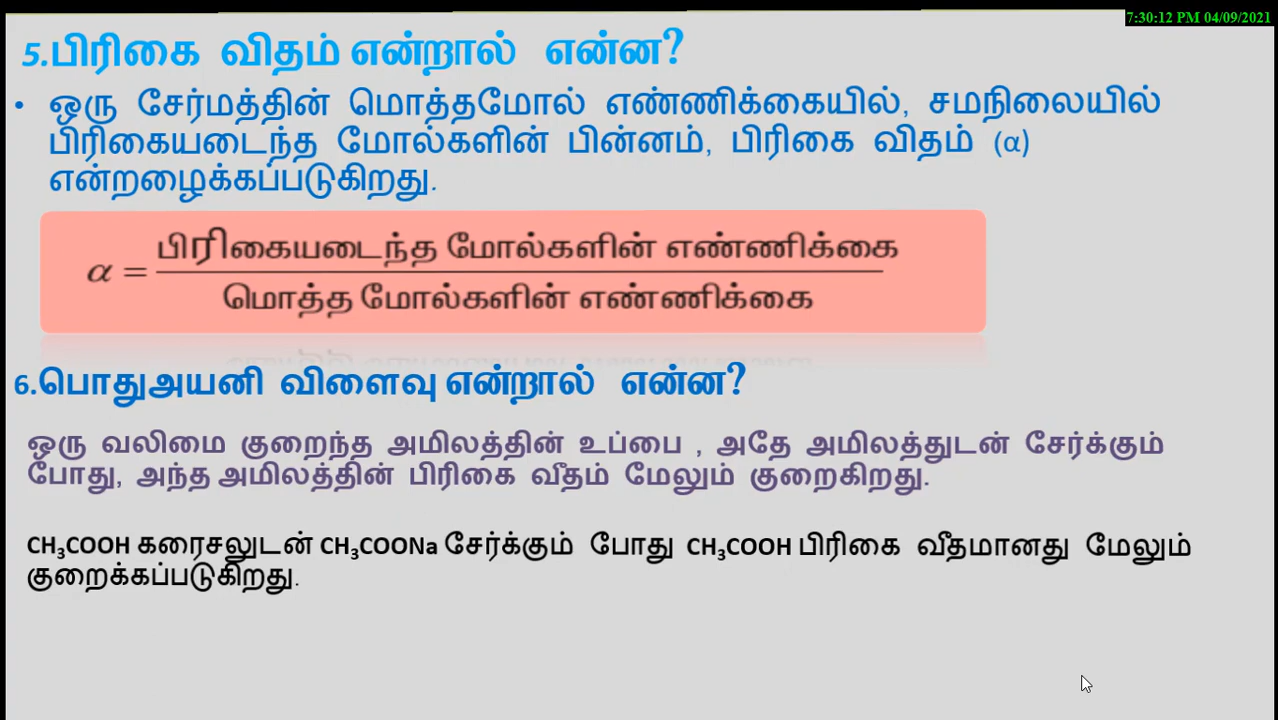 7:30:12 PM 04/09/2021
5.பிரிகை விதம் என்றால் என்ன?
• ஒரு சேர்மத்தின் மொத்தமோல் எண்ணிக்கையில், சமநிலையில்
பிரிகையடைந்த மோல்களின் பின்னம், பிரிகை விதம் (α)
என்றழைக்கப்படுகிறது.
α = பிரிகையடைந்த மோல்களின் எண்ணிக்கை
மொத்த மோல்களின் எண்ணிக்கை
6.பொதுஅயனி விளைவு என்றால் என்ன?
ஒரு வலிமை குறைந்த அமிலத்தின் உப்பை , அதே அமிலத்துடன் சேர்க்கும்
போது, அந்த அமிலத்தின் பிரிகை வீதம் மேலும் குறைகிறது.
CH₃COOH கரைசலுடன் CH₃COONa சேர்க்கும் போது CH₃COOH பிரிகை வீதமானது மேலும்
குறைக்கப்படுகிறது.